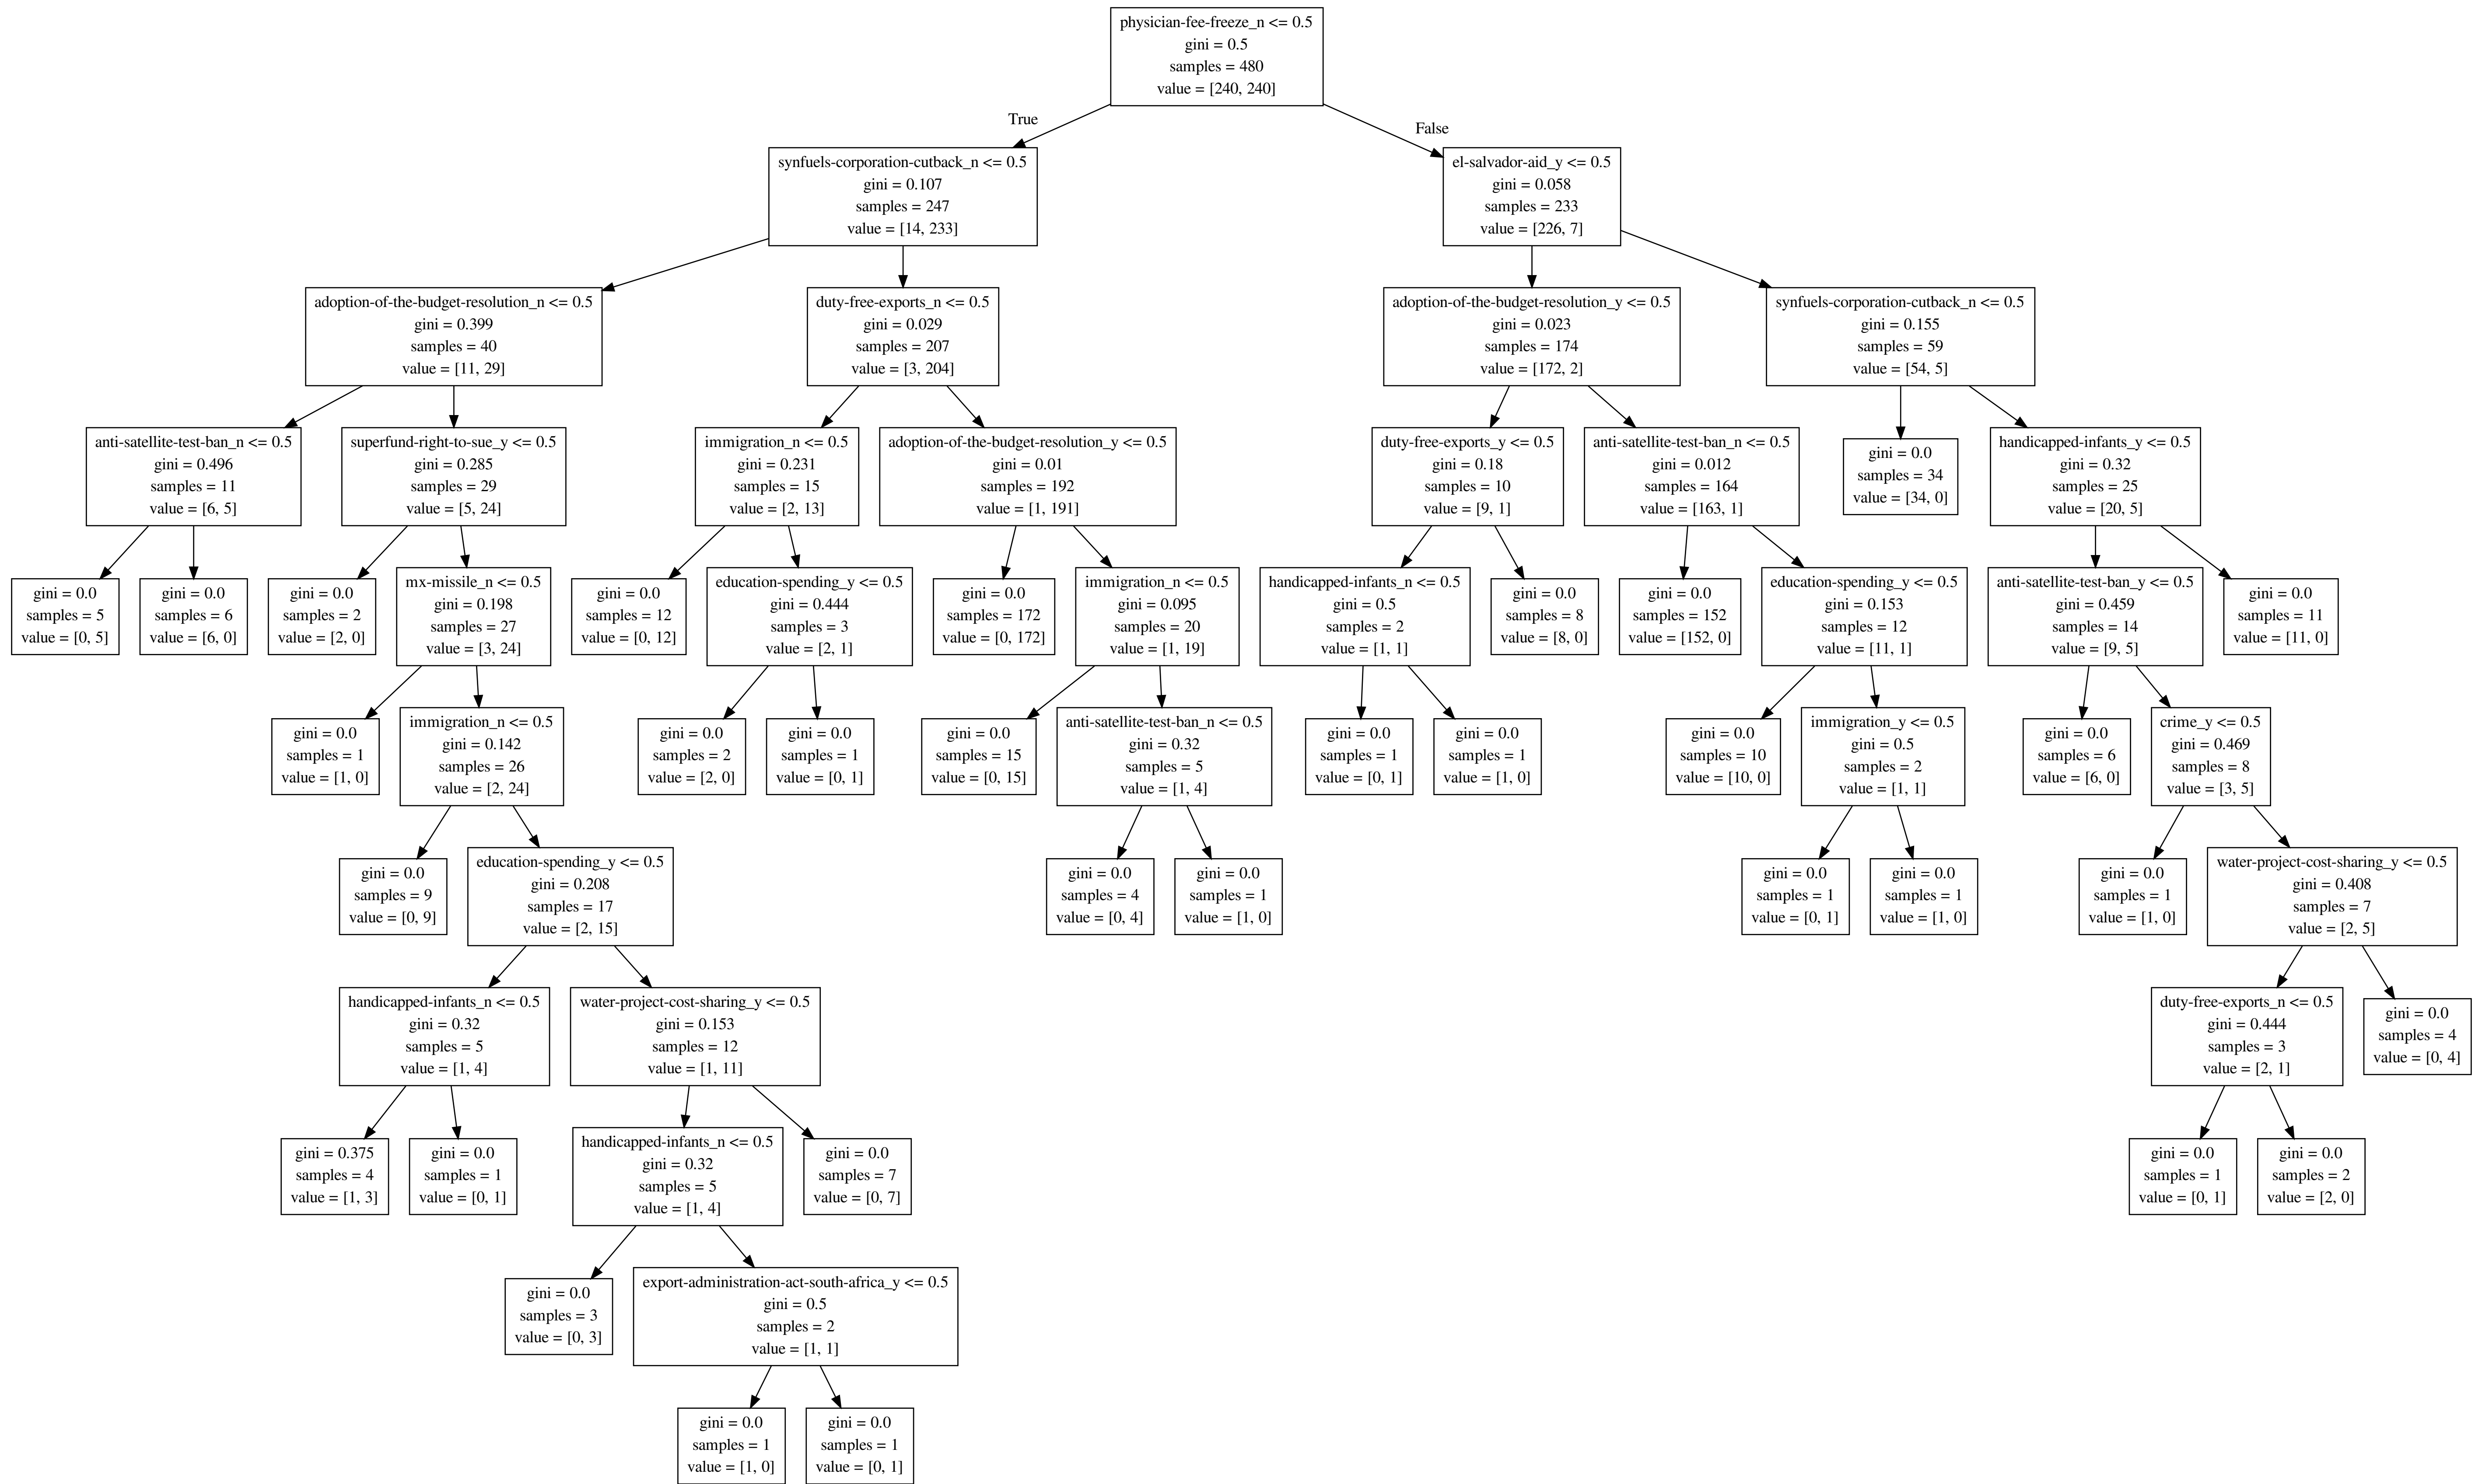 physician-fee-freeze_n <= 0.5
gini = 0.5
samples = 480
value = [240, 240]
True
False
synfuels-corporation-cutback_n <= 0.5
gini = 0.107
samples = 247
value = [14, 233]
el-salvador-aid_y <= 0.5
gini = 0.058
samples = 233
value = [226, 7]
adoption-of-the-budget-resolution_n <= 0.5
gini = 0.399
samples = 40
value = [11, 29]
duty-free-exports_n <= 0.5
gini = 0.029
samples = 207
value = [3, 204]
adoption-of-the-budget-resolution_y <= 0.5
gini = 0.023
samples = 174
value = [172, 2]
synfuels-corporation-cutback_n <= 0.5
gini = 0.155
samples = 59
value = [54, 5]
anti-satellite-test-ban_n <= 0.5
gini = 0.496
samples = 11
value = [6, 5]
superfund-right-to-sue_y <= 0.5
gini = 0.285
samples = 29
value = [5, 24]
immigration_n <= 0.5
gini = 0.231
samples = 15
value = [2, 13]
adoption-of-the-budget-resolution_y <= 0.5
gini = 0.01
samples = 192
value = [1, 191]
duty-free-exports_y <= 0.5
gini = 0.18
samples = 10
value = [9, 1]
anti-satellite-test-ban_n <= 0.5
gini = 0.012
samples = 164
value = [163, 1]
gini = 0.0
samples = 34
value = [34, 0]
handicapped-infants_y <= 0.5
gini = 0.32
samples = 25
value = [20, 5]
gini = 0.0
samples = 5
value = [0, 5]
gini = 0.0
samples = 6
value = [6, 0]
gini = 0.0
samples = 2
value = [2, 0]
mx-missile_n <= 0.5
gini = 0.198
samples = 27
value = [3, 24]
gini = 0.0
samples = 12
value = [0, 12]
education-spending_y <= 0.5
gini = 0.444
samples = 3
value = [2, 1]
gini = 0.0
samples = 172
value = [0, 172]
immigration_n <= 0.5
gini = 0.095
samples = 20
value = [1, 19]
handicapped-infants_n <= 0.5
gini = 0.5
samples = 2
value = [1, 1]
gini = 0.0
samples = 8
value = [8, 0]
gini = 0.0
samples = 152
value = [152, 0]
education-spending_y <= 0.5
gini = 0.153
samples = 12
value = [11, 1]
anti-satellite-test-ban_y <= 0.5
gini = 0.459
samples = 14
value = [9, 5]
gini = 0.0
samples = 11
value = [11, 0]
gini = 0.0
samples = 1
value = [1, 0]
immigration_n <= 0.5
gini = 0.142
samples = 26
value = [2, 24]
gini = 0.0
samples = 2
value = [2, 0]
gini = 0.0
samples = 1
value = [0, 1]
gini = 0.0
samples = 15
value = [0, 15]
anti-satellite-test-ban_n <= 0.5
gini = 0.32
samples = 5
value = [1, 4]
gini = 0.0
samples = 1
value = [0, 1]
gini = 0.0
samples = 1
value = [1, 0]
gini = 0.0
samples = 10
value = [10, 0]
immigration_y <= 0.5
gini = 0.5
samples = 2
value = [1, 1]
gini = 0.0
samples = 6
value = [6, 0]
crime_y <= 0.5
gini = 0.469
samples = 8
value = [3, 5]
gini = 0.0
samples = 9
value = [0, 9]
education-spending_y <= 0.5
gini = 0.208
samples = 17
value = [2, 15]
gini = 0.0
samples = 4
value = [0, 4]
gini = 0.0
samples = 1
value = [1, 0]
gini = 0.0
samples = 1
value = [0, 1]
gini = 0.0
samples = 1
value = [1, 0]
gini = 0.0
samples = 1
value = [1, 0]
water-project-cost-sharing_y <= 0.5
gini = 0.408
samples = 7
value = [2, 5]
handicapped-infants_n <= 0.5
gini = 0.32
samples = 5
value = [1, 4]
water-project-cost-sharing_y <= 0.5
gini = 0.153
samples = 12
value = [1, 11]
duty-free-exports_n <= 0.5
gini = 0.444
samples = 3
value = [2, 1]
gini = 0.0
samples = 4
value = [0, 4]
gini = 0.375
samples = 4
value = [1, 3]
gini = 0.0
samples = 1
value = [0, 1]
handicapped-infants_n <= 0.5
gini = 0.32
samples = 5
value = [1, 4]
gini = 0.0
samples = 7
value = [0, 7]
gini = 0.0
samples = 1
value = [0, 1]
gini = 0.0
samples = 2
value = [2, 0]
gini = 0.0
samples = 3
value = [0, 3]
export-administration-act-south-africa_y <= 0.5
gini = 0.5
samples = 2
value = [1, 1]
gini = 0.0
samples = 1
value = [1, 0]
gini = 0.0
samples = 1
value = [0, 1]